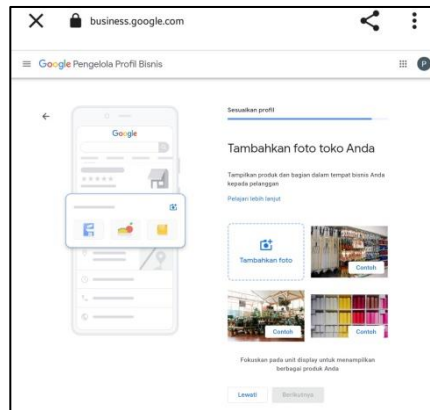 business.google.com
Google Pengelola Profil Bisnis
P
Google
Sesuaikan profil
Tambahkan foto toko Anda
Tampilkan produk dan bagian dalam tempat bisnis Anda
kepada pelanggan
Pelajari lebih lanjut
Tambahkan foto
Contoh
Contoh
Contoh
Fokuskan pada unit display untuk menampilkan
berbagai produk Anda
Lewati
Berikutnya